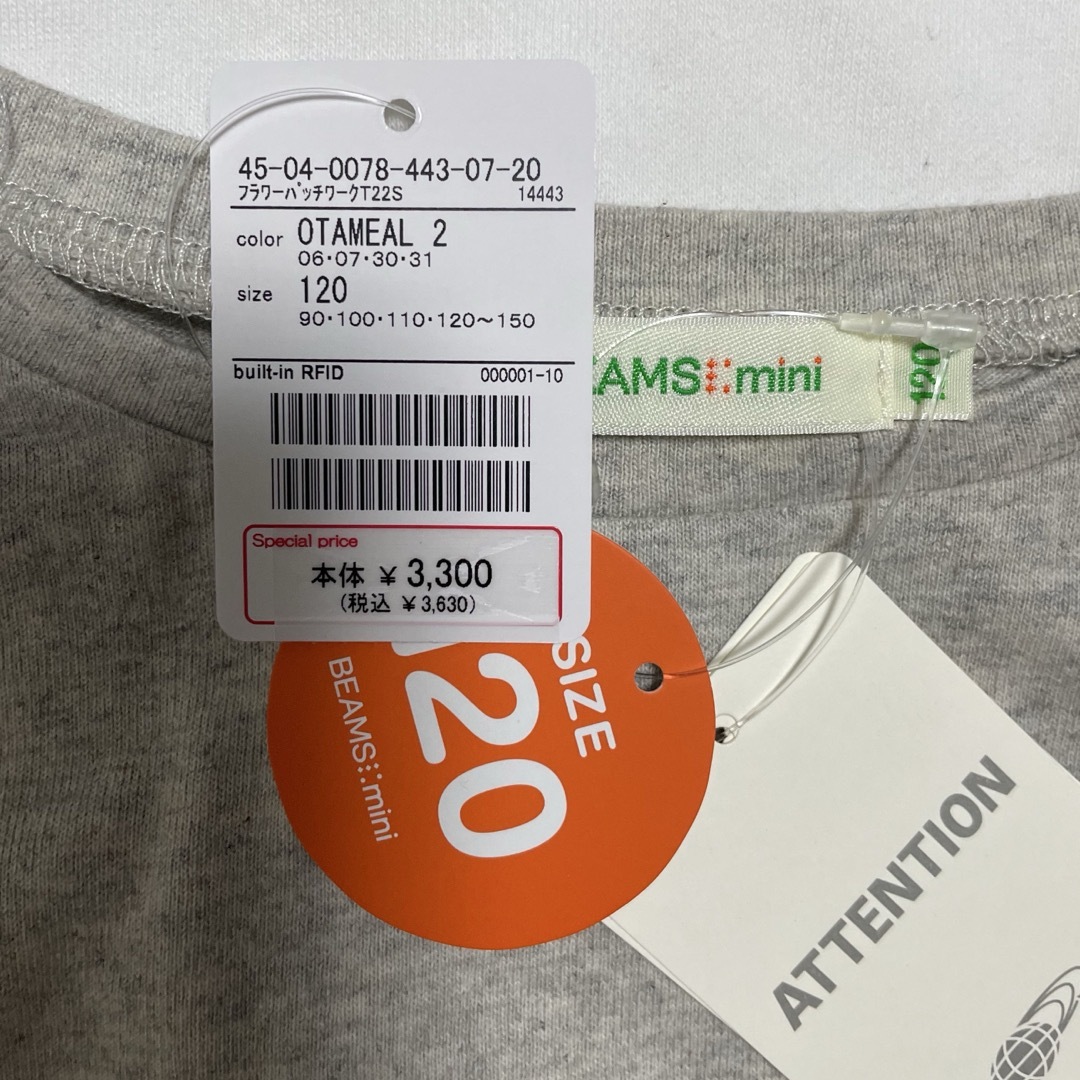 45-04-0078-443-07-20
フラワーパッチワークT22S 14443
color OTAMEAL 2
06・07・30・31
size 120
90・100・110・120～150
built-in RFID 000001-10
Special price
本体 ¥ 3,300
(税込 ¥ 3,630)
AMS mini
SIZE
120
BEAMS mini
ATTENTION